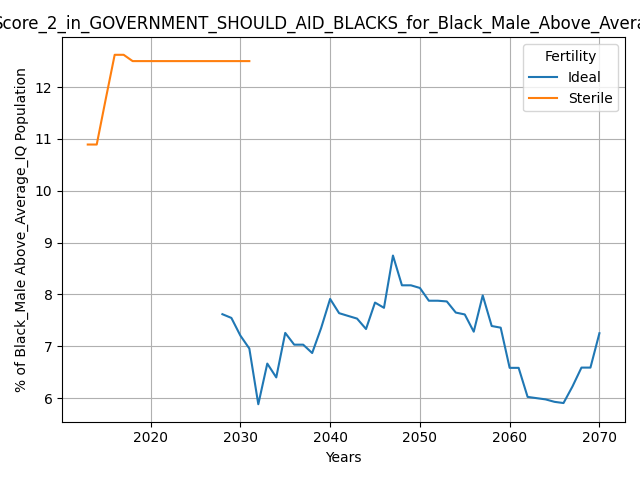 Score_2_in_GOVERNMENT_SHOULD_AID_BLACKS_for_Black_Male_Above_Avera
% of Black_Male Above_Average_IQ Population
12
11
10
9
8
7
6
Fertility
Ideal
Sterile
2020 2030 2040 2050 2060 2070
Years